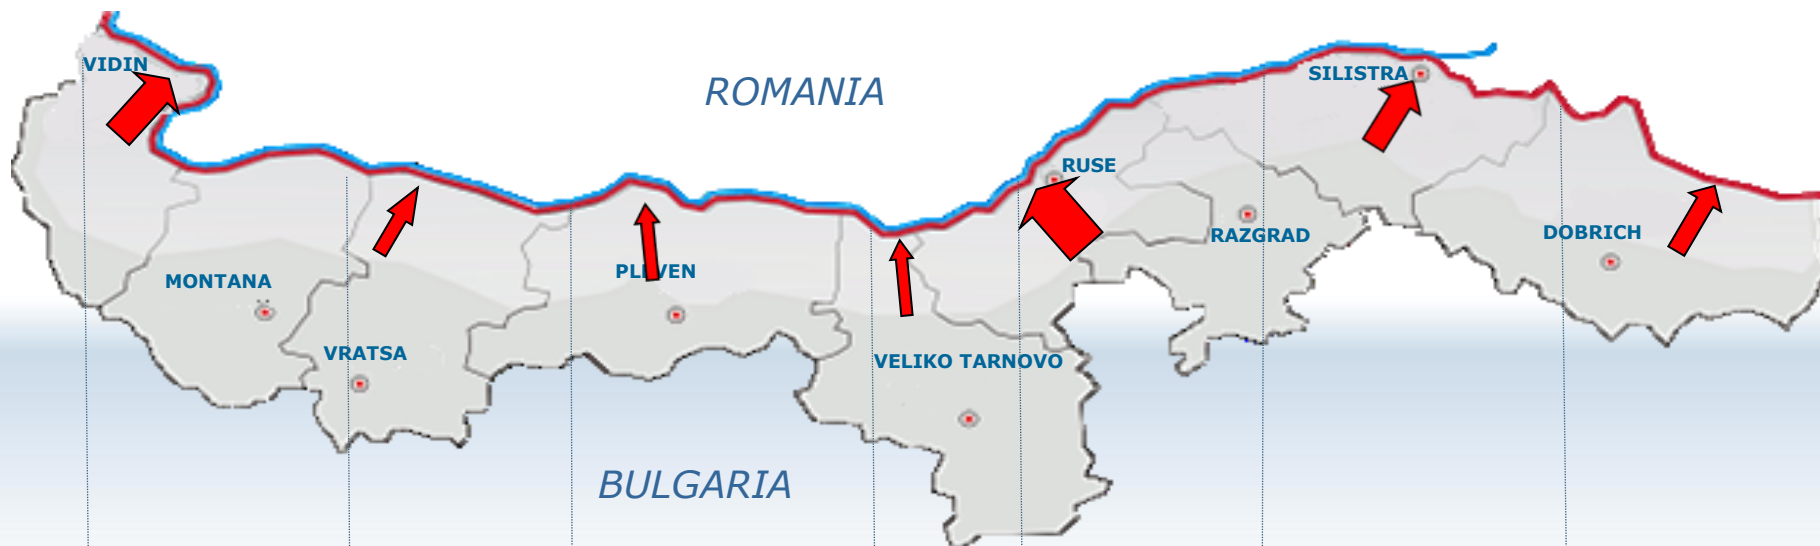 VIDIN
ROMANIA
SILISTRA
RUSE
RAZGRAD
DOBRICH
MONTANA
PLEVEN
VRATSA
VELIKO TARNOVO
BULGARIA